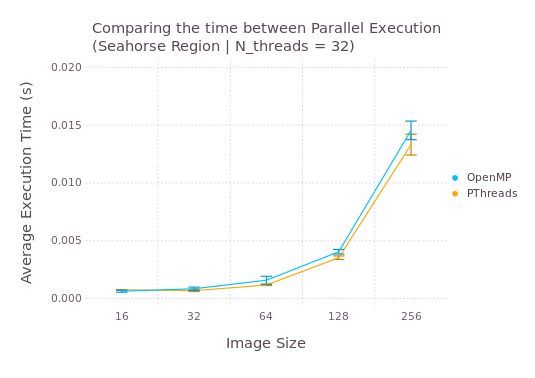 Comparing the time between Parallel Execution
(Seahorse Region | N_threads = 32)
Average Execution Time (s)
0.020
0.015
0.010
0.005
0.000
16 32 64 128 256
Image Size
OpenMP
PThreads